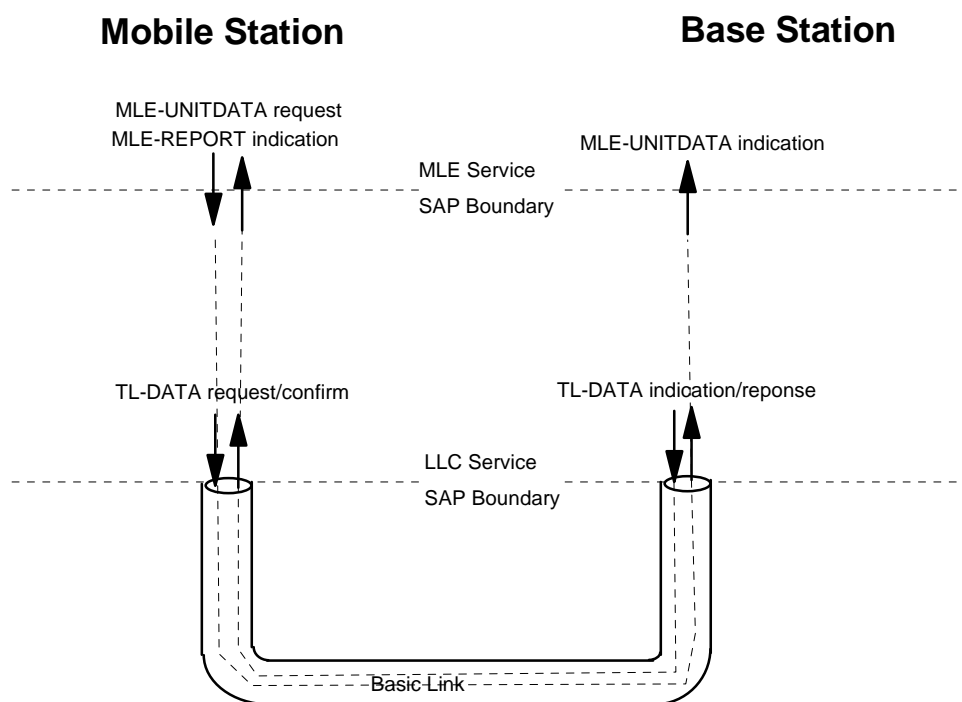 Mobile Station
Base Station
MLE-UNITDATA request
MLE-REPORT indication
MLE-UNITDATA indication
MLE Service
SAP Boundary
TL-DATA request/confirm
TL-DATA indication/reponse
LLC Service
SAP Boundary
Basic Link